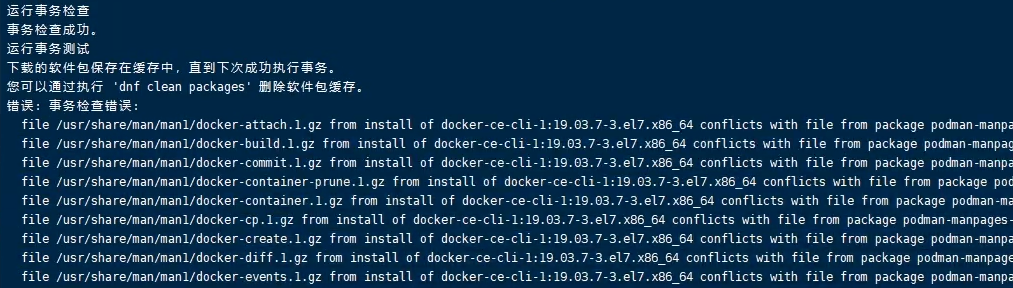 运行事务检查
事务检查成功。
运行事务测试
下载的软件包保存在缓存中，直到下次成功执行事务。
您可以通过执行 'dnf clean packages' 删除软件包缓存。
错误：事务检查错误：
file /usr/share/man/man1/docker-attach.1.gz from install of docker-ce-cli-1:19.03.7-3.el7.x86_64 conflicts with file from package podman-manpa
file /usr/share/man/man1/docker-build.1.gz from install of docker-ce-cli-1:19.03.7-3.el7.x86_64 conflicts with file from package podman-manpag
file /usr/share/man/man1/docker-commit.1.gz from install of docker-ce-cli-1:19.03.7-3.el7.x86_64 conflicts with file from package podman-manpa
file /usr/share/man/man1/docker-container-prune.1.gz from install of docker-ce-cli-1:19.03.7-3.el7.x86_64 conflicts with file from package pod
file /usr/share/man/man1/docker-container.1.gz from install of docker-ce-cli-1:19.03.7-3.el7.x86_64 conflicts with file from package podman-ma
file /usr/share/man/man1/docker-cp.1.gz from install of docker-ce-cli-1:19.03.7-3.el7.x86_64 conflicts with file from package podman-manpages-
file /usr/share/man/man1/docker-create.1.gz from install of docker-ce-cli-1:19.03.7-3.el7.x86_64 conflicts with file from package podman-manpa
file /usr/share/man/man1/docker-diff.1.gz from install of docker-ce-cli-1:19.03.7-3.el7.x86_64 conflicts with file from package podman-manpage
file /usr/share/man/man1/docker-events.1.gz from install of docker-ce-cli-1:19.03.7-3.el7.x86_64 conflicts with file from package podman-manpa